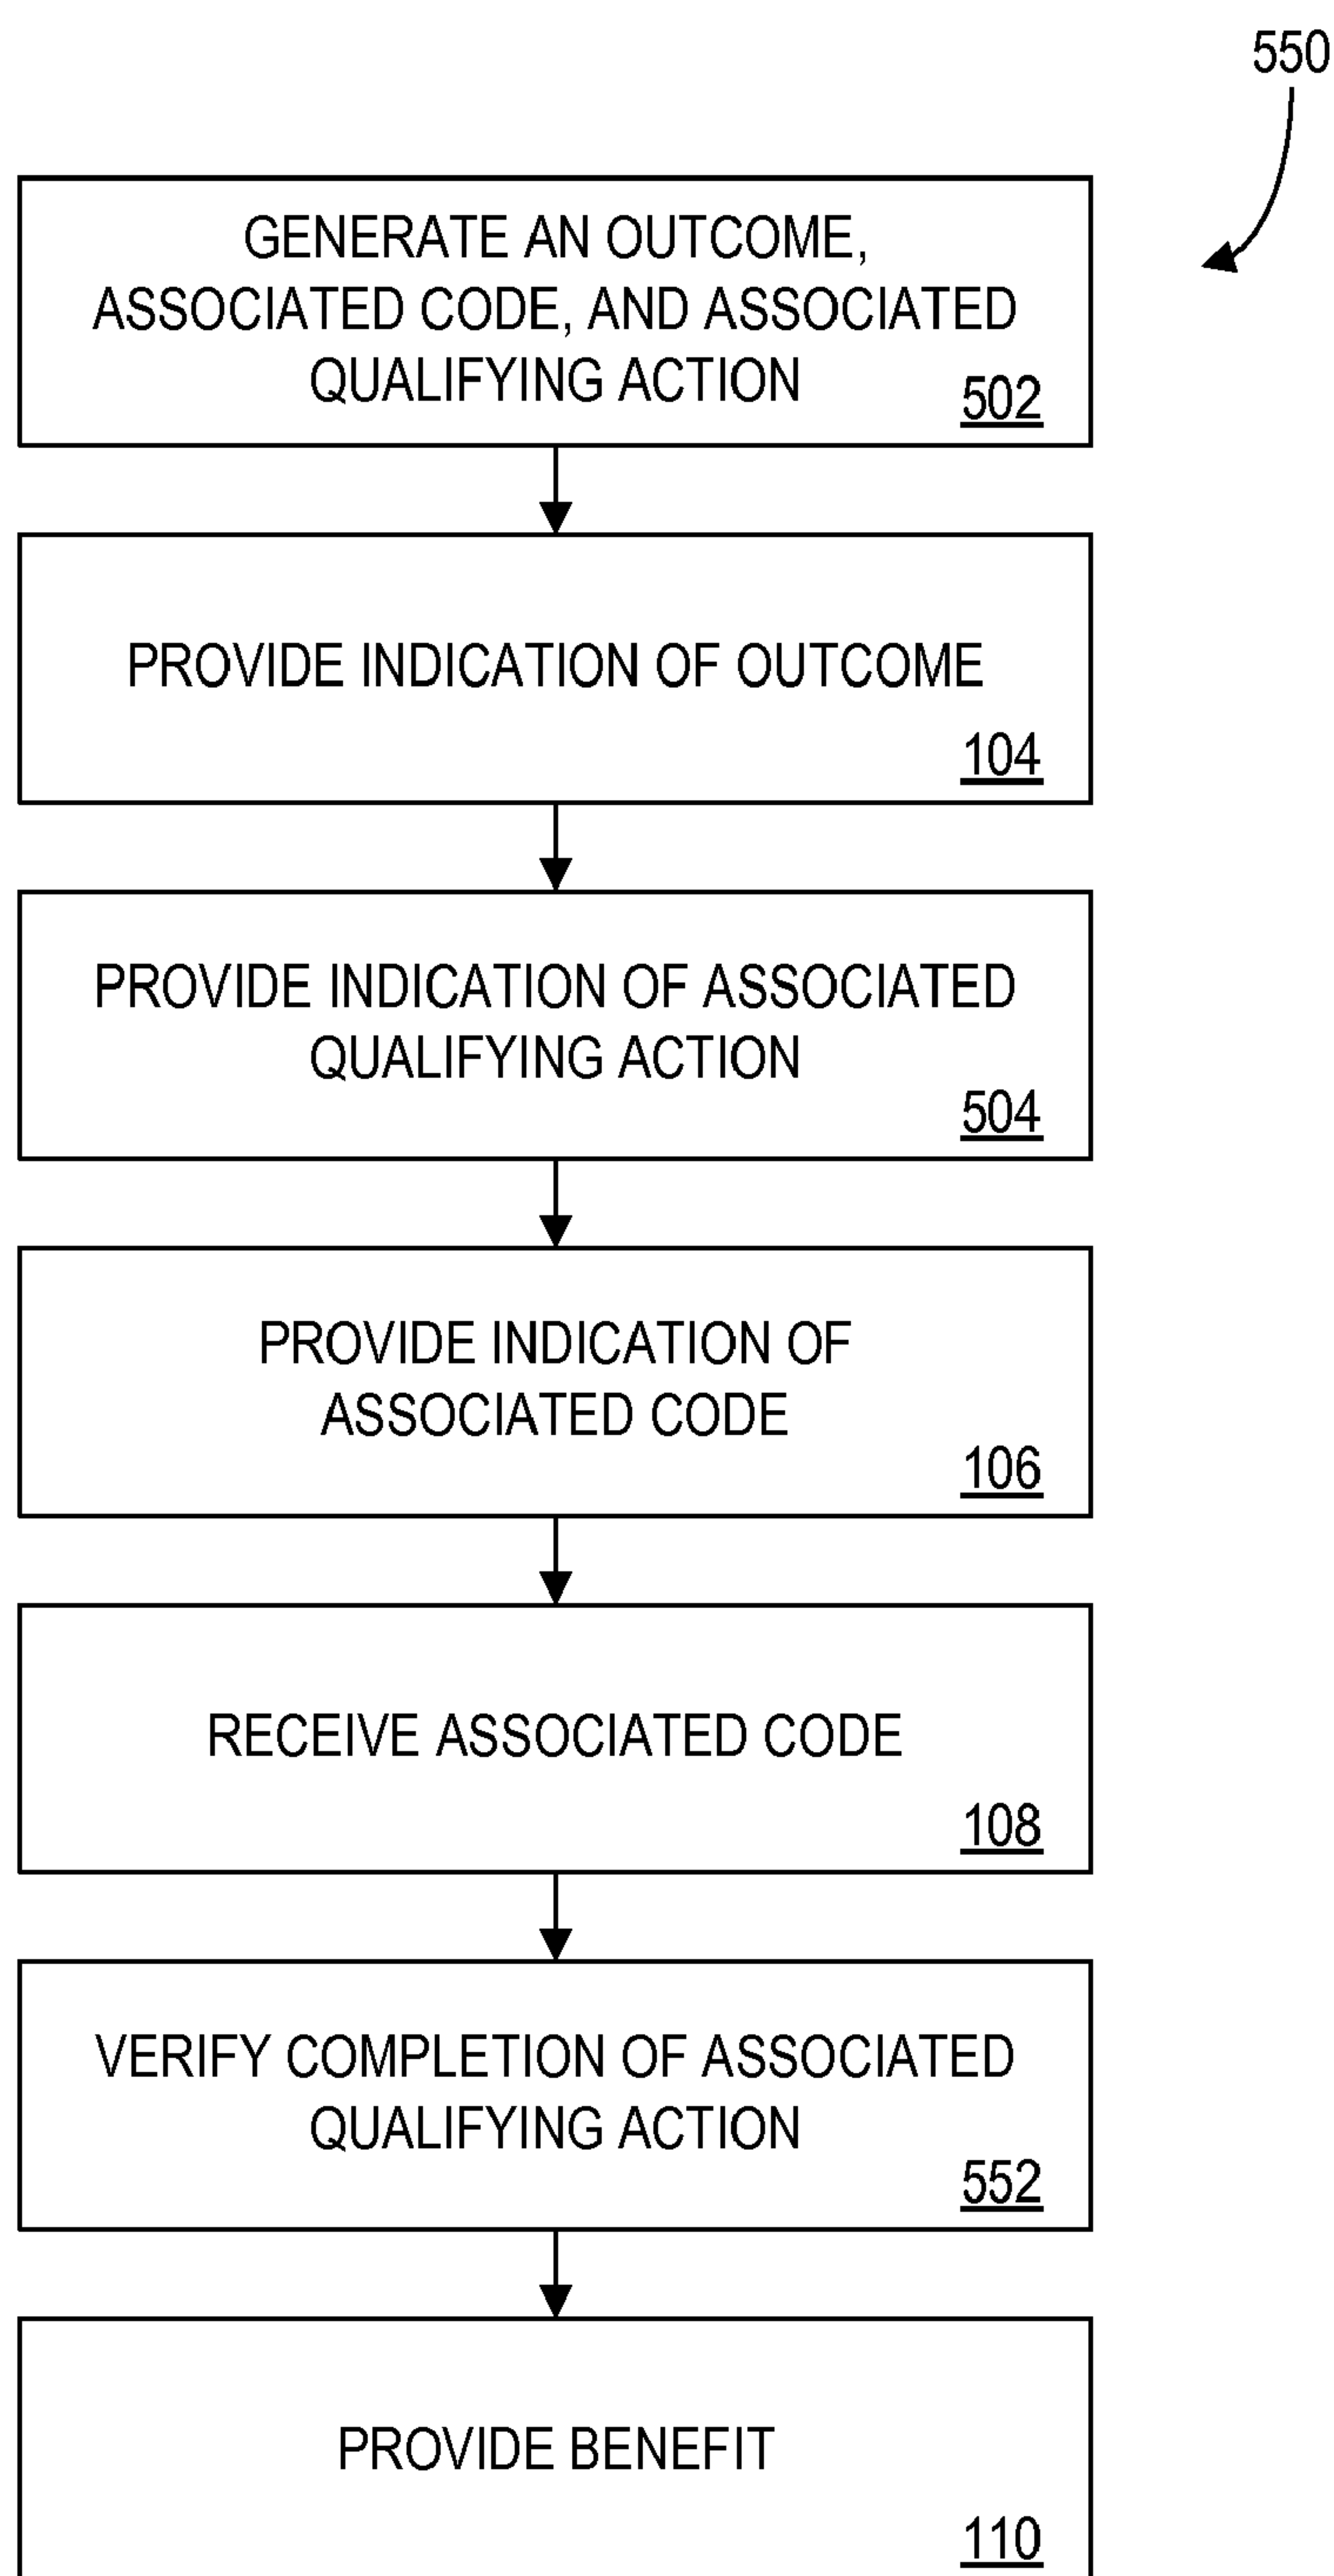 550
GENERATE AN OUTCOME,
ASSOCIATED CODE, AND ASSOCIATED
QUALIFYING ACTION
502
PROVIDE INDICATION OF OUTCOME
104
PROVIDE INDICATION OF ASSOCIATED
QUALIFYING ACTION
504
PROVIDE INDICATION OF
ASSOCIATED CODE
106
RECEIVE ASSOCIATED CODE
108
VERIFY COMPLETION OF ASSOCIATED
QUALIFYING ACTION
552
PROVIDE BENEFIT
110